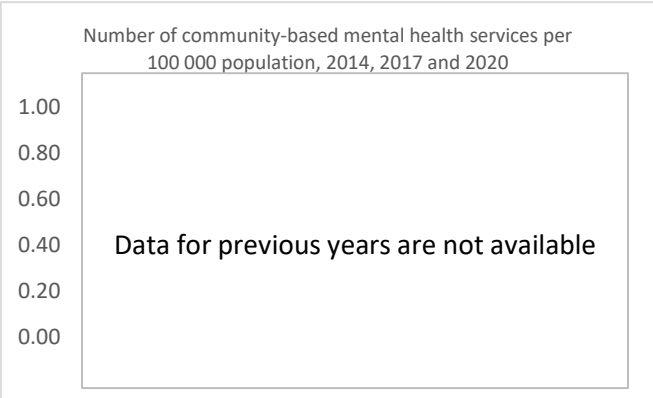 Number of community-based mental health services per
100 000 population, 2014, 2017 and 2020
1.00
0.80
0.60
0.40
Data for previous years are not available
0.20
0.00